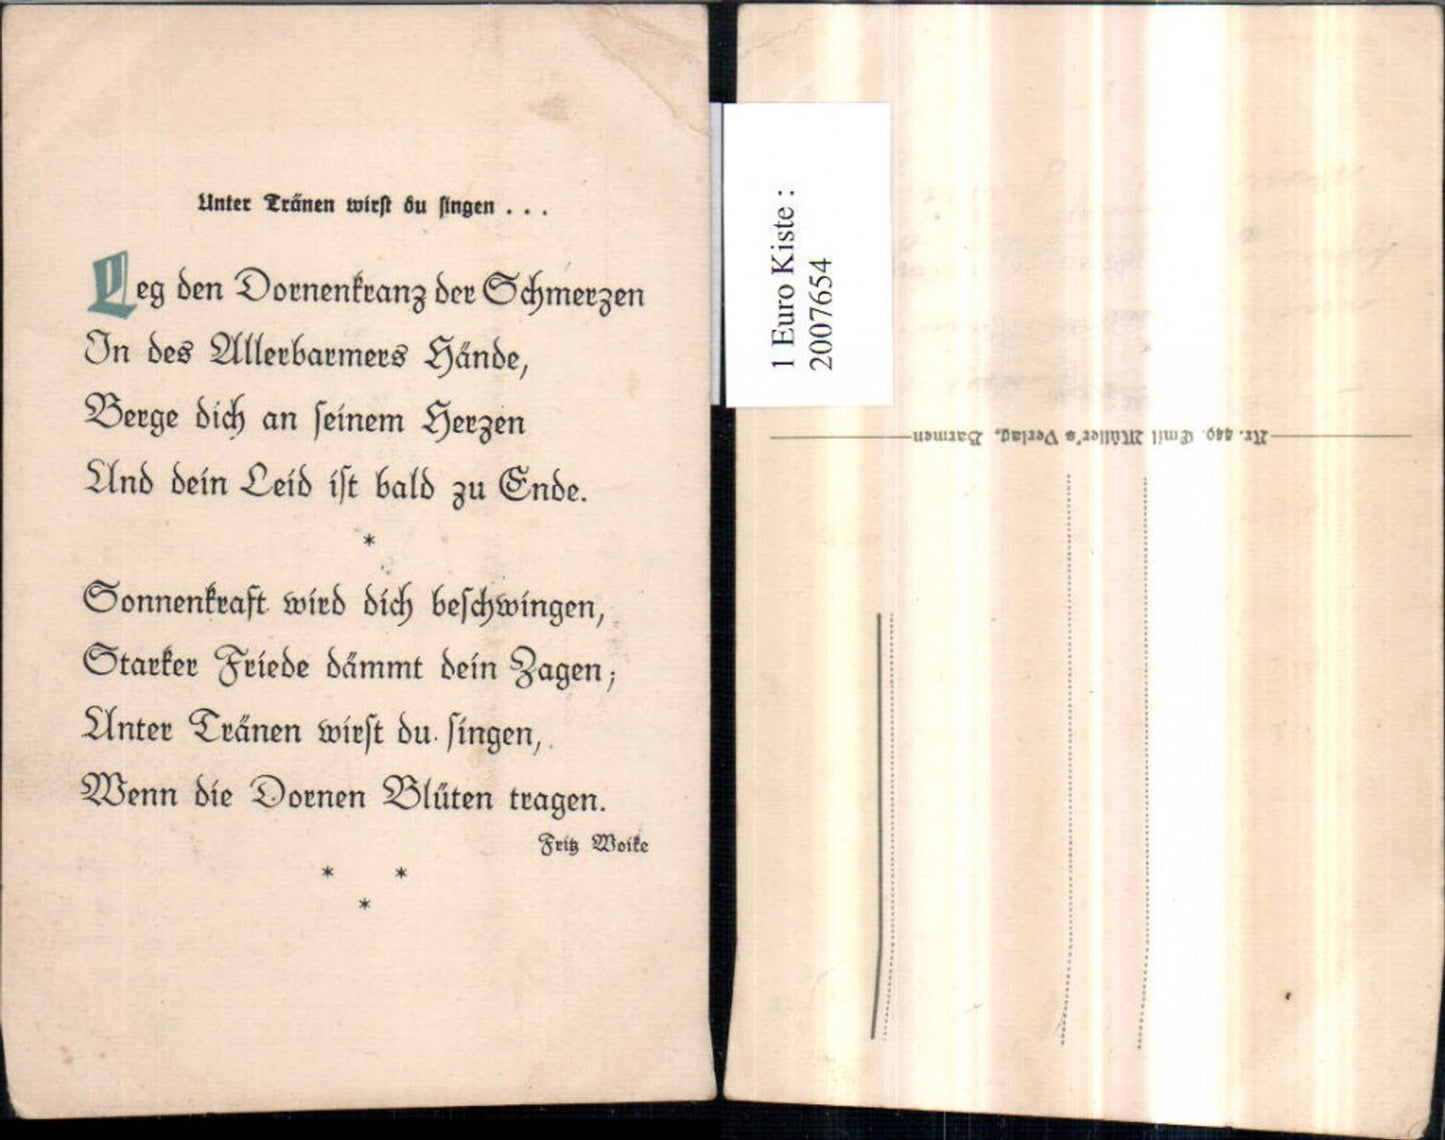 Unter Tränen wirst du singen . . .
Leg den Dornenkranz der Schmerzen
In des Allerbarmers Hände,
Berge dich an seinem Herzen
Und dein Leid ist bald zu Ende.
*
Sonnenkraft wird dich beschwingen,
Starker Friede dämmt dein Zagen;
Unter Tränen wirst du singen,
Wenn die Dornen Blüten tragen.
Fritz Woike
* *
*
1 Euro Kiste :
2007654
Nr. 449. Emil Müller's Verlag, Barmen